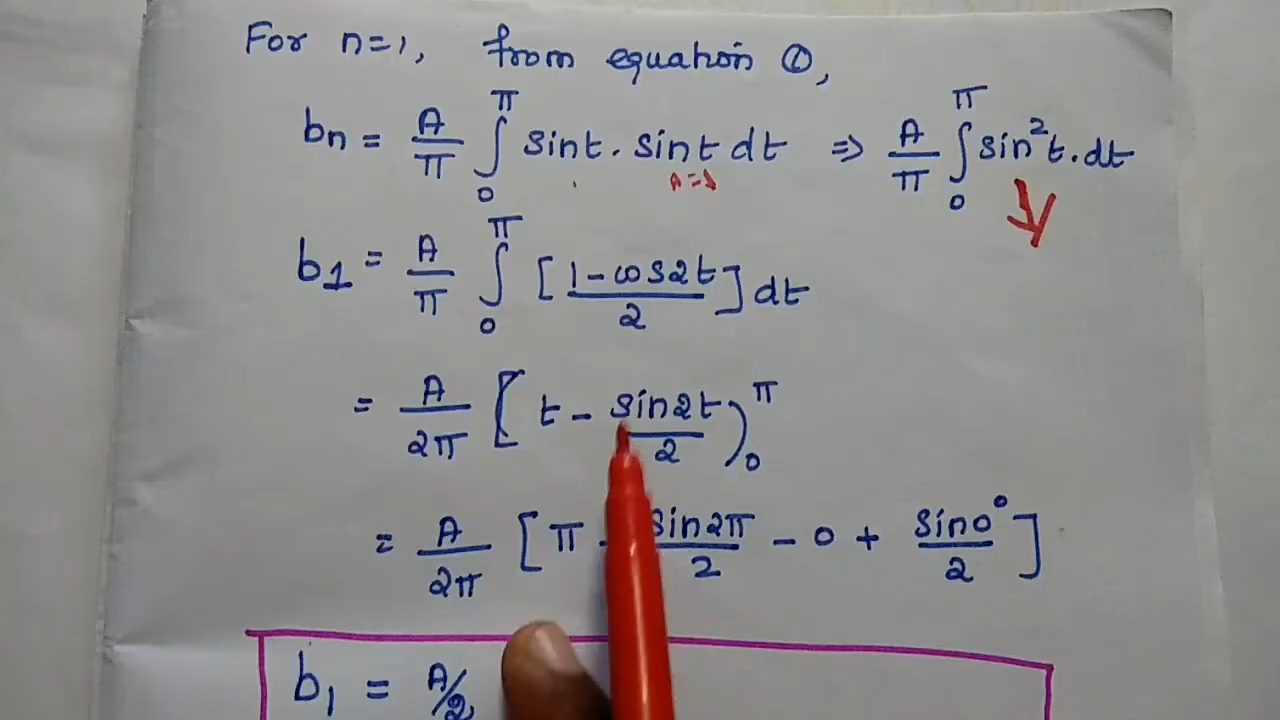 For n=1, from equation ①,
bn = A/π ∫₀^π sint . sint dt ⇒ A/π ∫₀^π sin²t . dt
n=1
b1 = A/π ∫₀^π [1-cos2t/2] dt
= A/2π [t - sin2t/2)₀^π
= A/2π [π - sin2π/2 - 0 + sin0°/2]
b1 = A/2